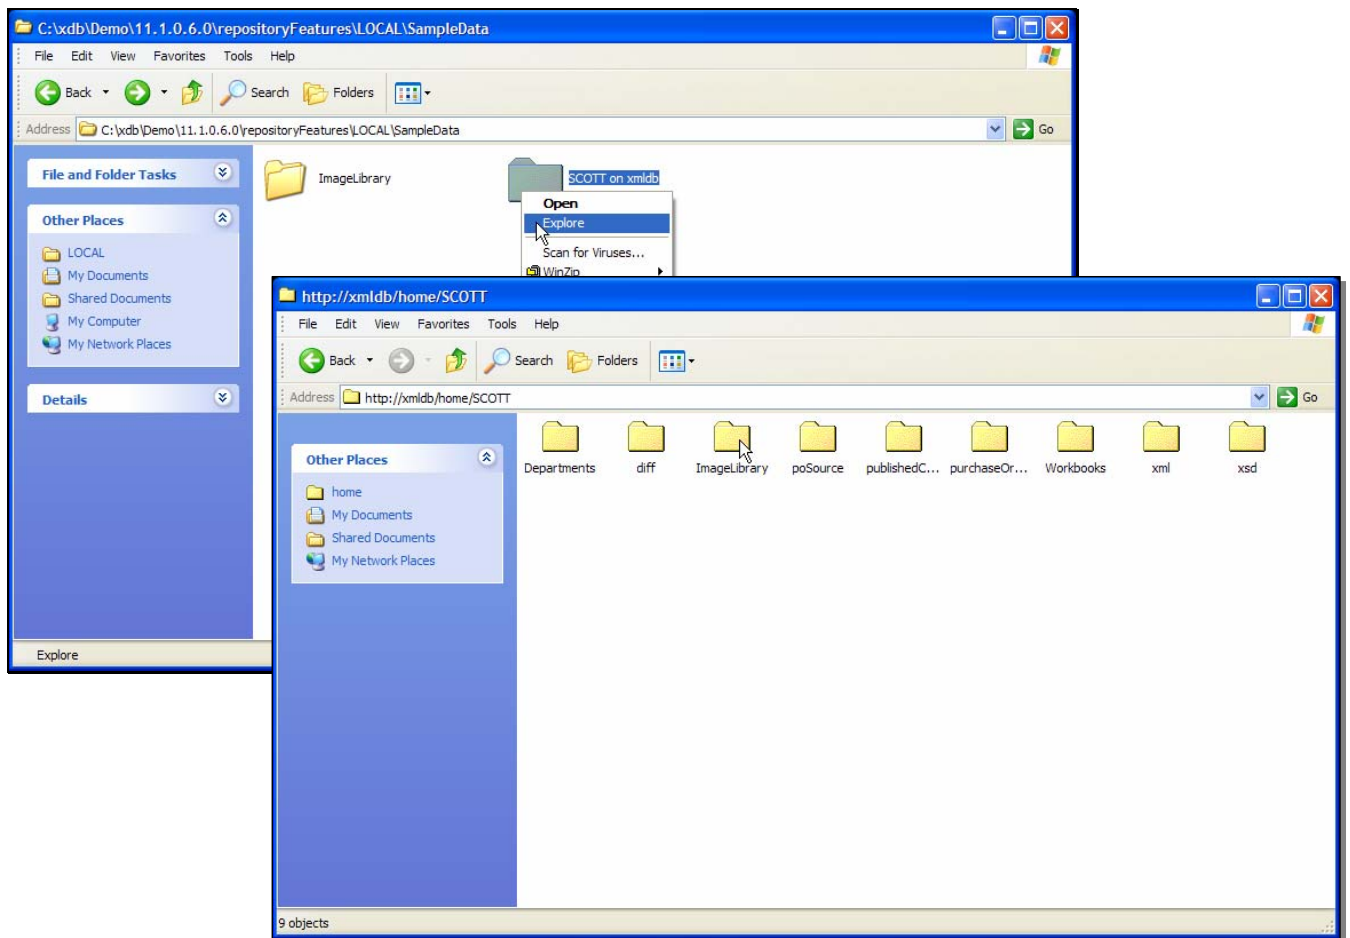 C:\xdb\Demo\11.1.0.6.0\repositoryFeatures\LOCAL\SampleData
File Edit View Favorites Tools Help
Back Search Folders
Address C:\xdb\Demo\11.1.0.6.0\repositoryFeatures\LOCAL\SampleData Go
File and Folder Tasks
Other Places
LOCAL
My Documents
Shared Documents
My Computer
My Network Places
Details
ImageLibrary SCOTT on xmldb
Open
Explore
Scan for Viruses...
WinZip
Explore
http://xmldb/home/SCOTT
File Edit View Favorites Tools Help
Back Search Folders
Address http://xmldb/home/SCOTT Go
Other Places
home
My Documents
Shared Documents
My Network Places
Departments diff ImageLibrary poSource publishedC... purchaseOr... Workbooks xml xsd
9 objects